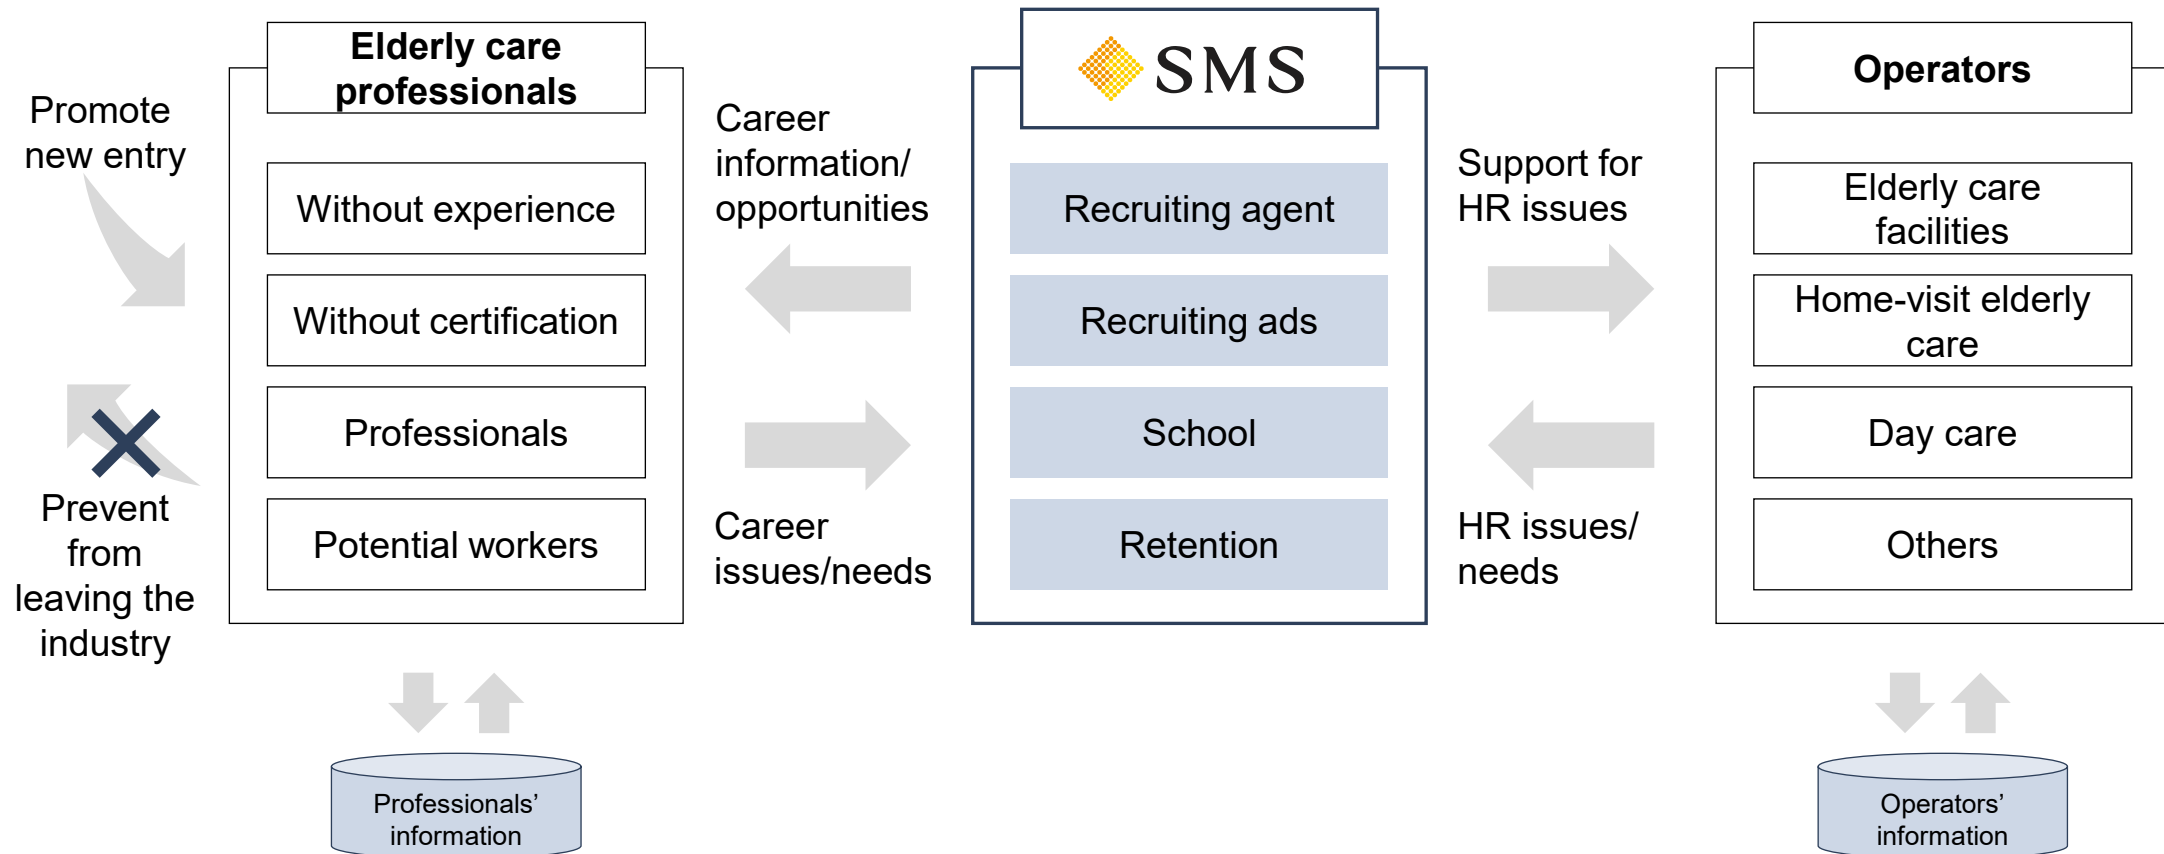 Promote
new entry
Prevent
from
leaving the
industry
Elderly care
professionals
Without experience
Without certification
Professionals
Potential workers
Professionals’
information
Career
information/
opportunities
Career
issues/needs
SMS
Recruiting agent
Recruiting ads
School
Retention
Support for
HR issues
HR issues/
needs
Operators
Elderly care
facilities
Home-visit elderly
care
Day care
Others
Operators’
information